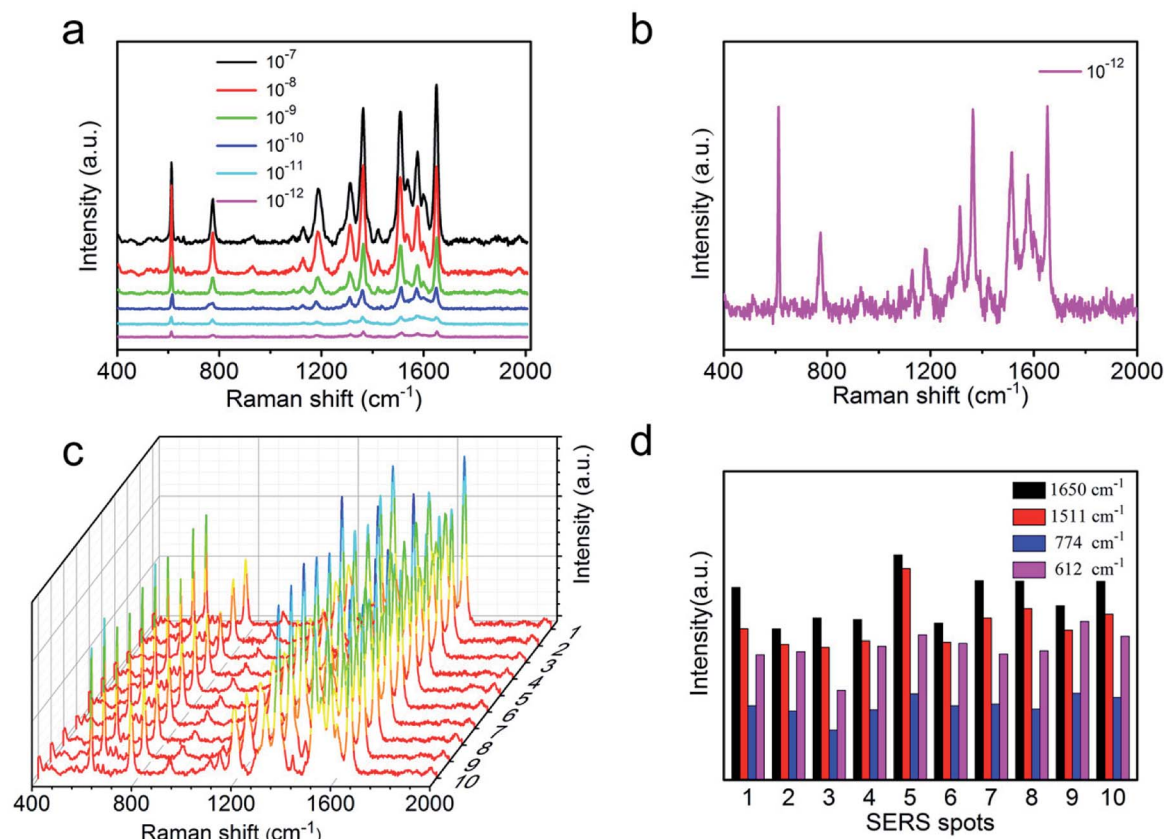 a
10⁻⁷
10⁻⁸
10⁻⁹
10⁻¹⁰
10⁻¹¹
10⁻¹²
Intensity (a.u.)
400 800 1200 1600 2000
Raman shift (cm⁻¹)
b
10⁻¹²
Intensity (a.u.)
400 800 1200 1600 2000
Raman shift (cm⁻¹)
c
Intensity (a.u.)
1
2
3
4
5
6
7
8
9
10
400 800 1200 1600 2000
Raman shift (cm⁻¹)
d
1650 cm⁻¹
1511 cm⁻¹
774 cm⁻¹
612 cm⁻¹
Intensity(a.u.)
1 2 3 4 5 6 7 8 9 10
SERS spots